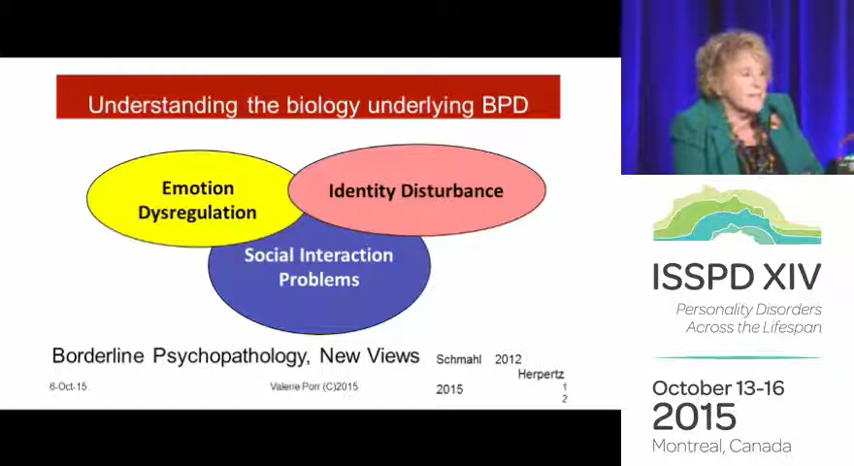 Understanding the biology underlying BPD
Emotion
Dysregulation
Identity Disturbance
Social Interaction
Problems
Borderline Psychopathology, New Views
Schmahl 2012
Herpertz
2015
6-Oct-15
Valerie Porr (C)2015
1
2
ISSPD XIV
Personality Disorders
Across the Lifespan
October 13-16
2015
Montreal, Canada